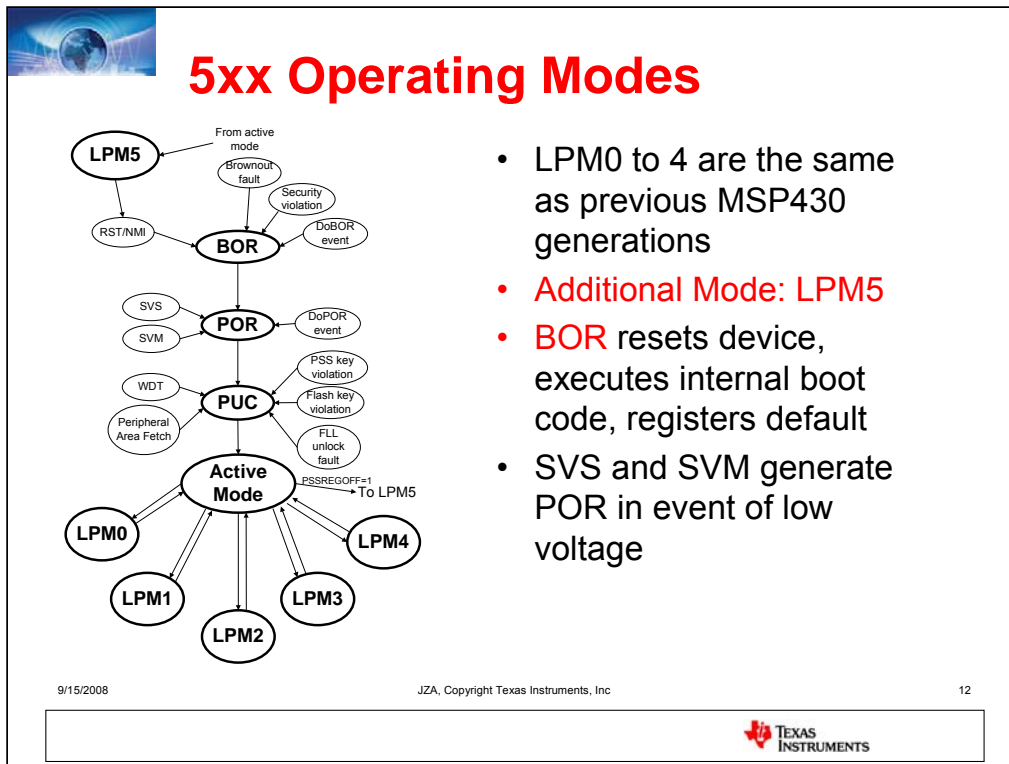 5xx Operating Modes
From active
mode
LPM5
Brownout
fault
Security
violation
RST/NMI
DoBOR
event
BOR
SVS
SVM
POR
DoPOR
event
PSS key
violation
WDT
PUC
Flash key
violation
Peripheral
Area Fetch
FLL
unlock
fault
Active
Mode
PSSREGOFF=1
To LPM5
LPM0
LPM4
LPM1
LPM3
LPM2
• LPM0 to 4 are the same
as previous MSP430
generations
• Additional Mode: LPM5
• BOR resets device,
executes internal boot
code, registers default
• SVS and SVM generate
POR in event of low
voltage
9/15/2008
JZA, Copyright Texas Instruments, Inc
12
TEXAS
INSTRUMENTS